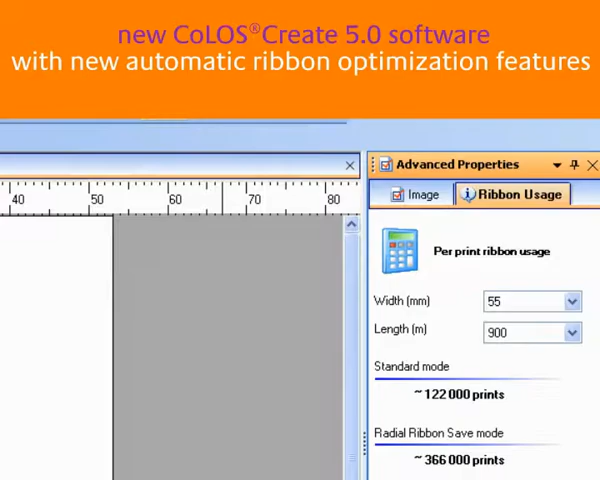 new CoLOS®Create 5.0 software
with new automatic ribbon optimization features
Advanced Properties
40 50 60 70 80
Image
Ribbon Usage
Per print ribbon usage
Width (mm) 55
Length (m) 900
Standard mode
~ 122 000 prints
Radial Ribbon Save mode
~ 366 000 prints